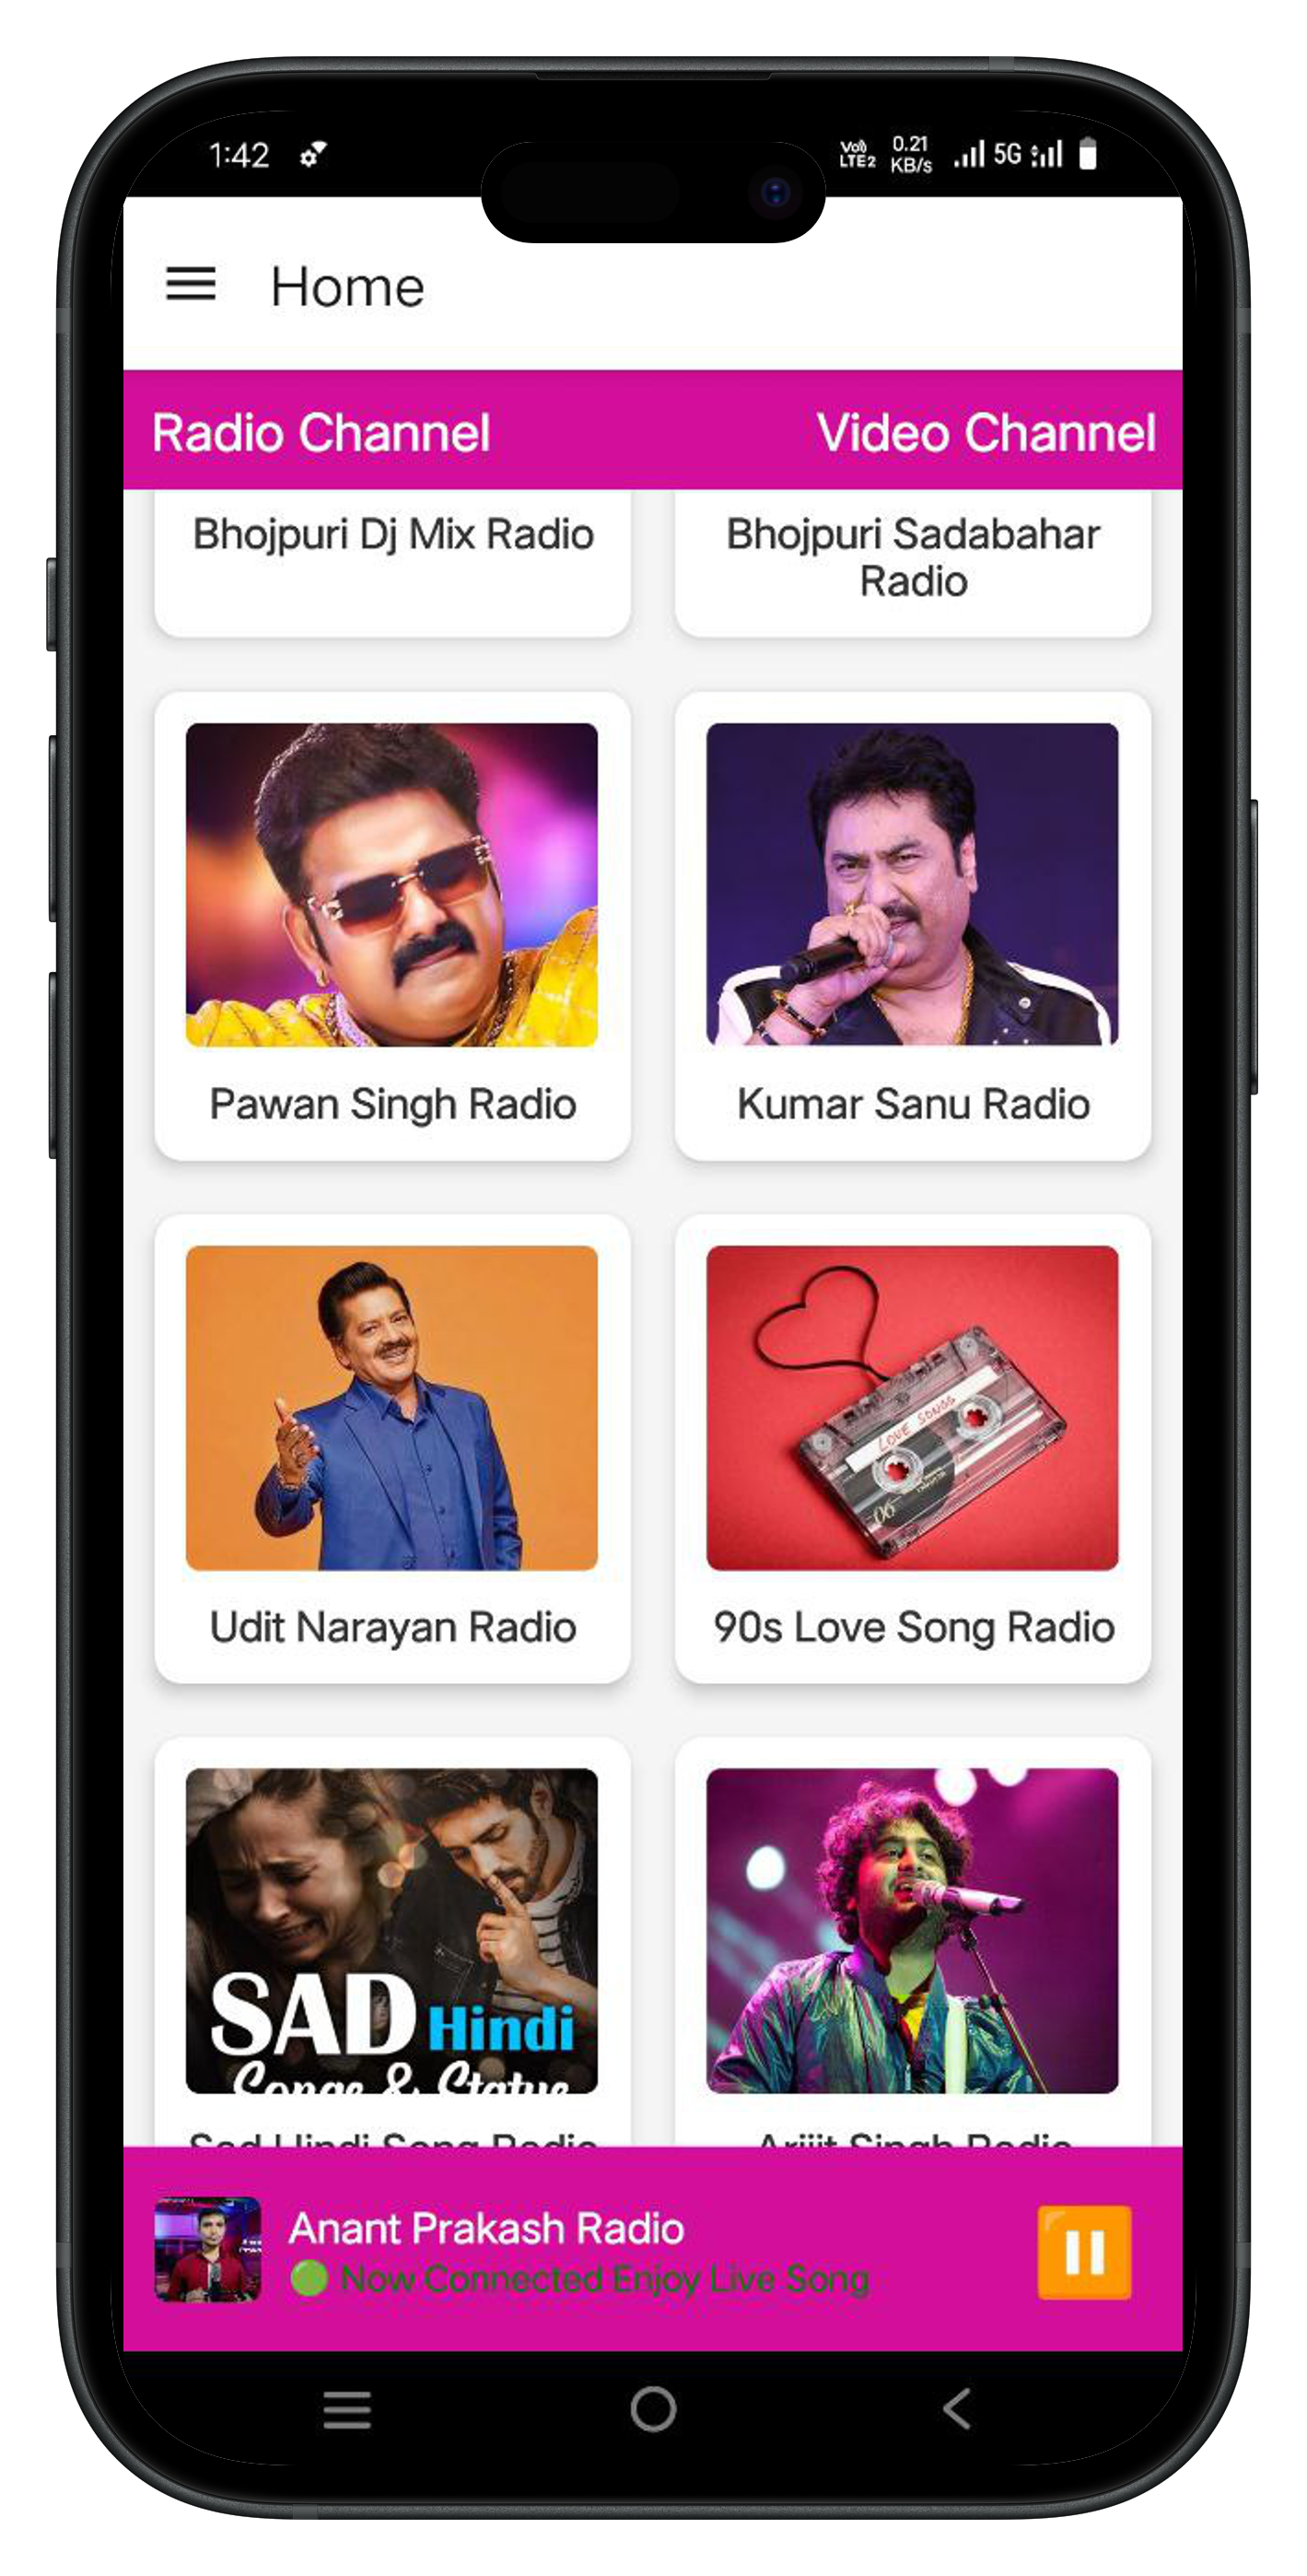 1:42
Vo)) LTE2 0.21 KB/s 5G
Home
Radio Channel Video Channel
Bhojpuri Dj Mix Radio
Bhojpuri Sadabahar
Radio
Pawan Singh Radio
Kumar Sanu Radio
LOVE SONGS
90
Udit Narayan Radio
90s Love Song Radio
SAD Hindi
Songs & Status
Sad Hindi Song Radio
Arijit Singh Radio
Anant Prakash Radio
Now Connected Enjoy Live Song